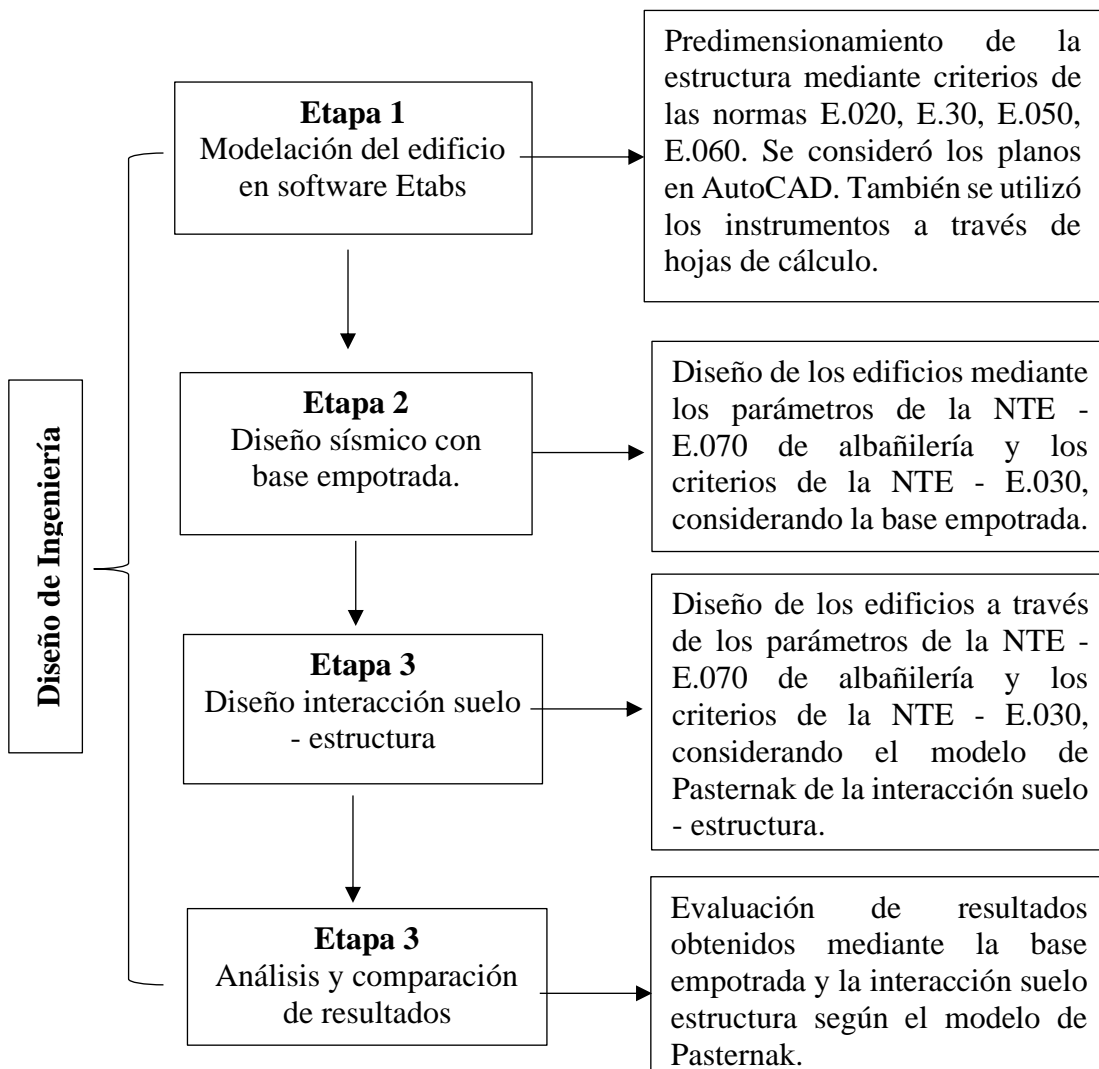 Diseño de Ingeniería
Etapa 1
Modelación del edificio
en software Etabs
Predimensionamiento de la
estructura mediante criterios de
las normas E.020, E.30, E.050,
E.060. Se consideró los planos
en AutoCAD. También se utilizó
los instrumentos a través de
hojas de cálculo.
Etapa 2
Diseño sísmico con
base empotrada.
Diseño de los edificios mediante
los parámetros de la NTE -
E.070 de albañilería y los
criterios de la NTE - E.030,
considerando la base empotrada.
Etapa 3
Diseño interacción suelo
- estructura
Diseño de los edificios a través
de los parámetros de la NTE -
E.070 de albañilería y los
criterios de la NTE - E.030,
considerando el modelo de
Pasternak de la interacción suelo
- estructura.
Etapa 3
Análisis y comparación
de resultados
Evaluación de resultados
obtenidos mediante la base
empotrada y la interacción suelo
estructura según el modelo de
Pasternak.